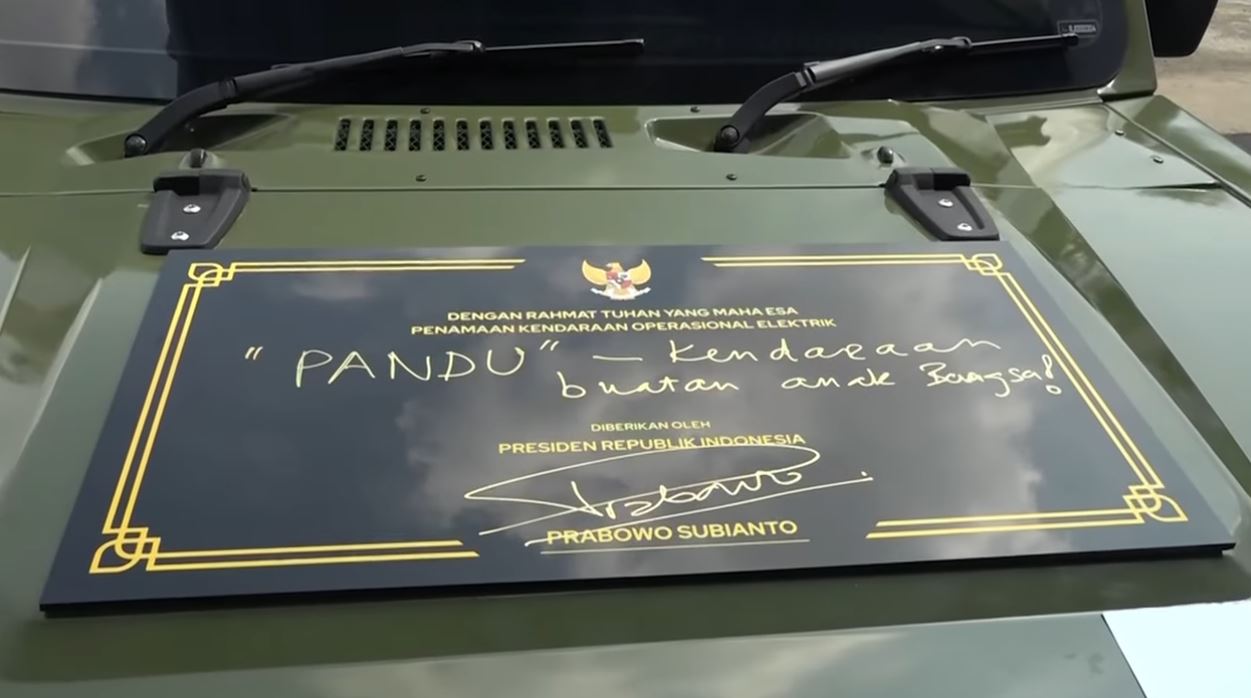 DENGAN RAHMAT TUHAN YANG MAHA ESA
PENAMAAN KENDARAAN OPERASIONAL ELEKTRIK
"PANDU" — Kendaraan
buatan anak Bangsa!
DIBERIKAN OLEH
PRESIDEN REPUBLIK INDONESIA
Prabowo
PRABOWO SUBIANTO